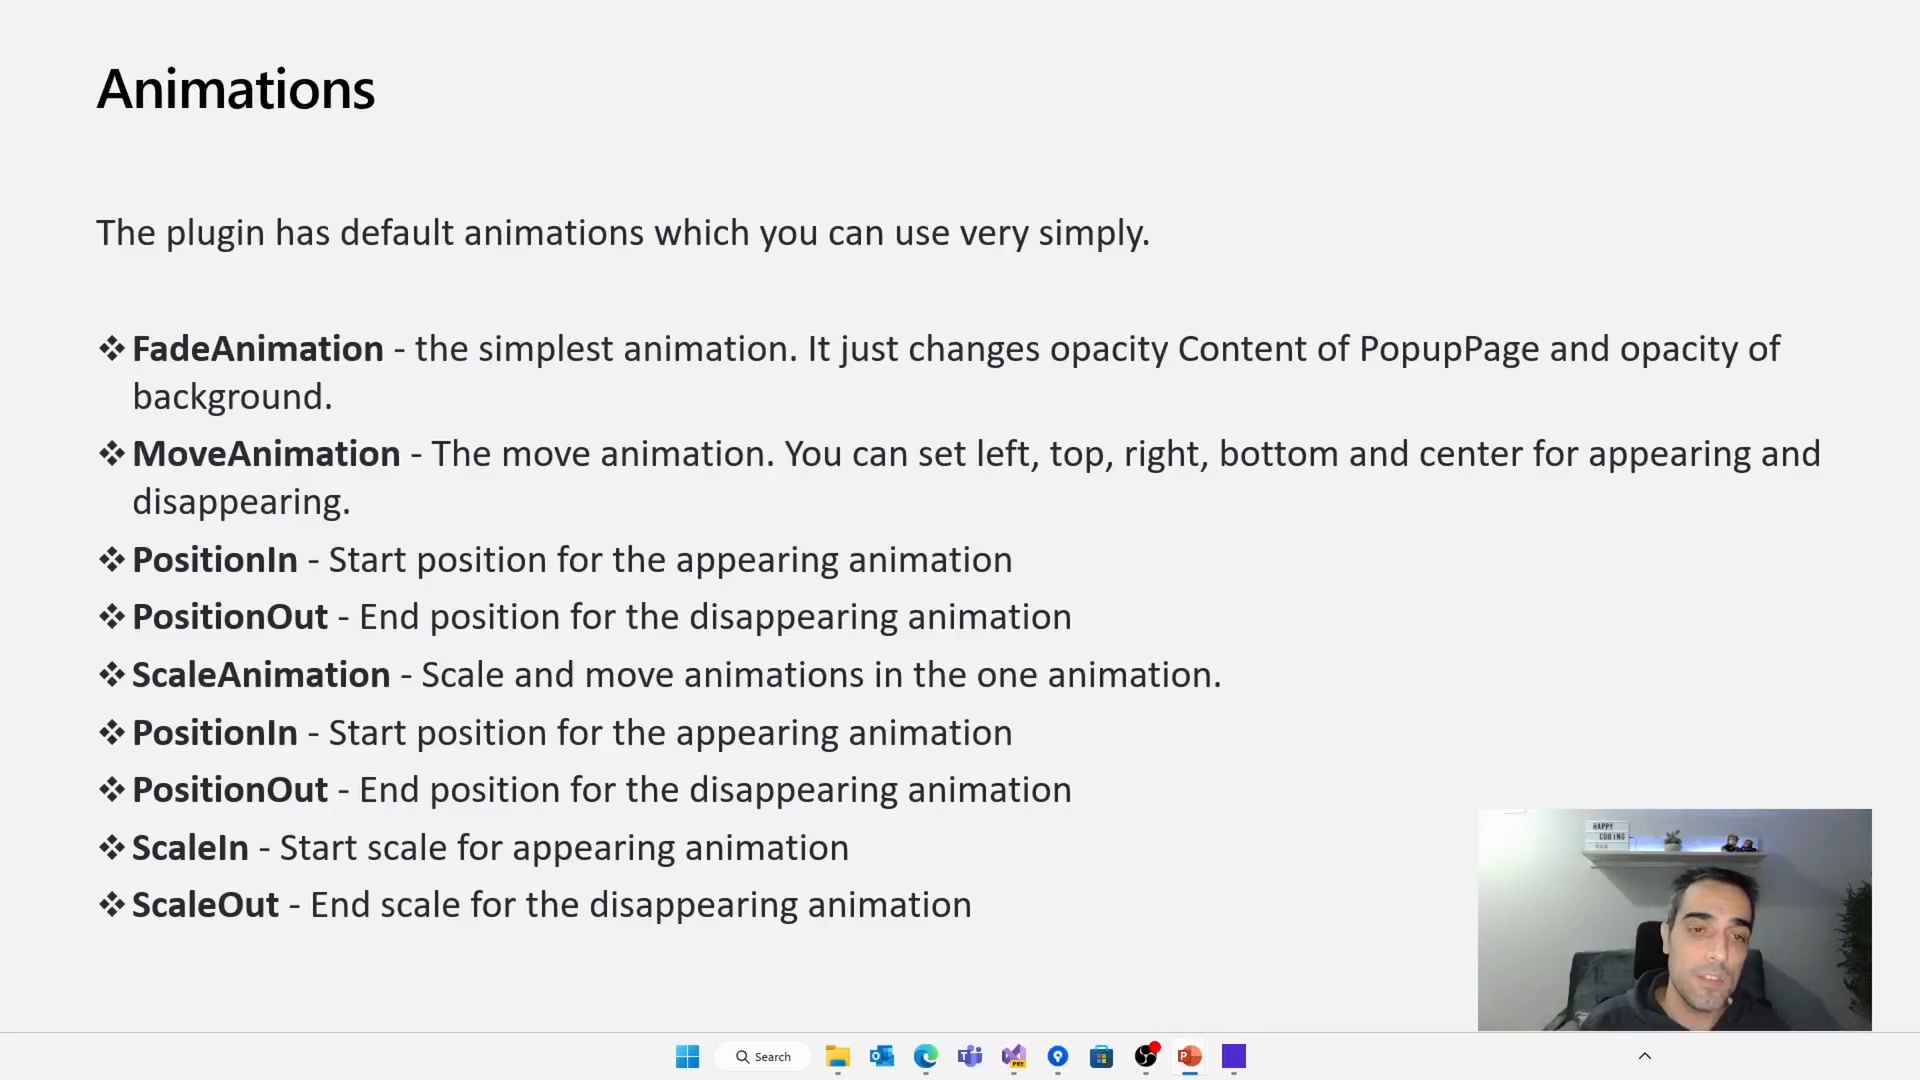 Animations
The plugin has default animations which you can use very simply.
❖ FadeAnimation - the simplest animation. It just changes opacity Content of PopupPage and opacity of
background.
❖ MoveAnimation - The move animation. You can set left, top, right, bottom and center for appearing and
disappearing.
❖ PositionIn - Start position for the appearing animation
❖ PositionOut - End position for the disappearing animation
❖ ScaleAnimation - Scale and move animations in the one animation.
❖ PositionIn - Start position for the appearing animation
❖ PositionOut - End position for the disappearing animation
❖ ScaleIn - Start scale for appearing animation
❖ ScaleOut - End scale for the disappearing animation
HAPPY
CODING
Search